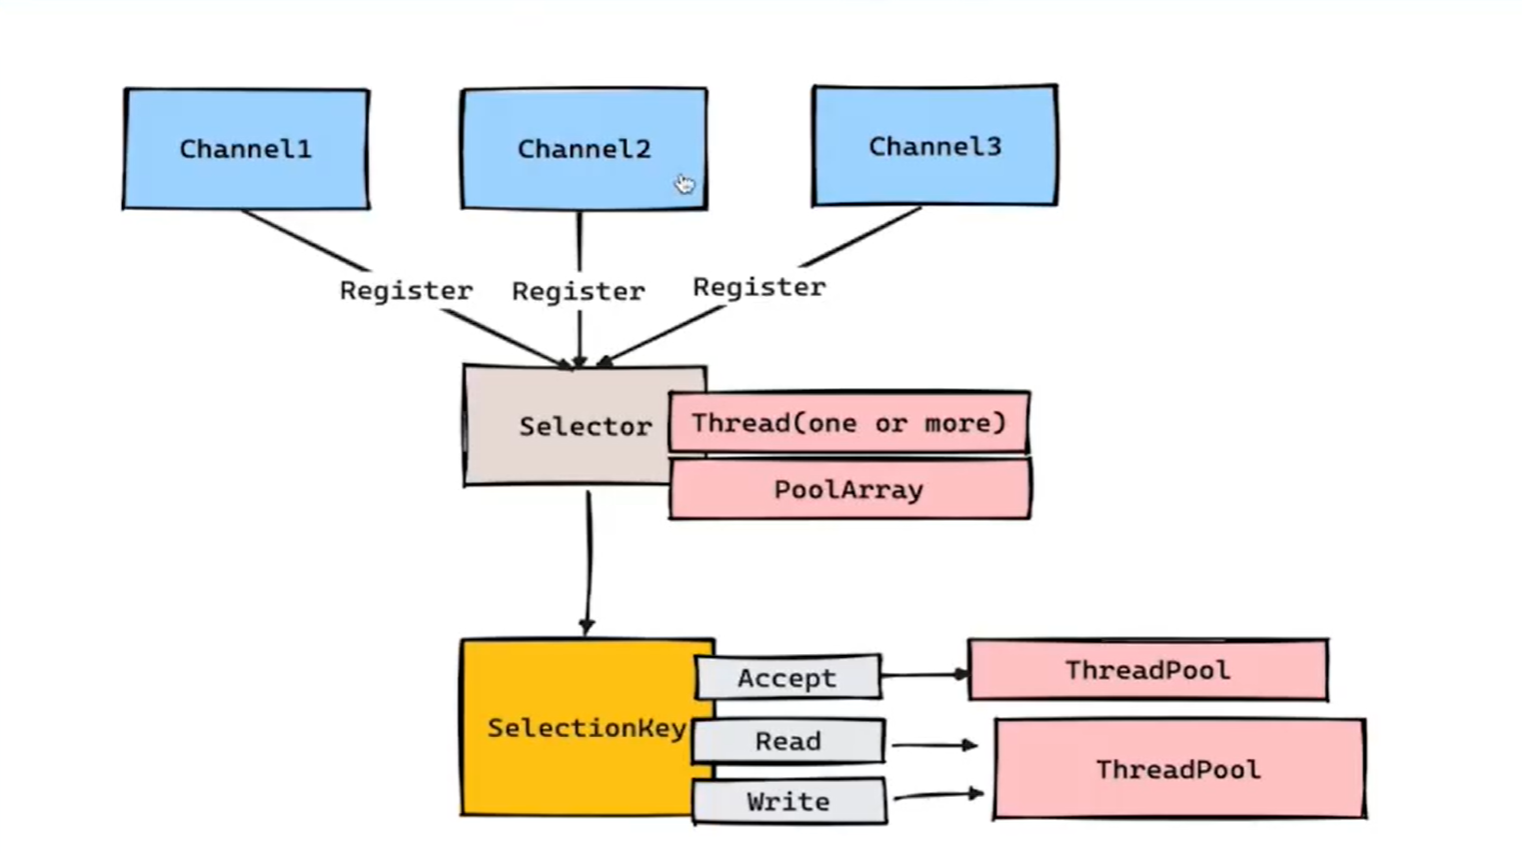 Channel1
Channel2
Channel3
Register
Register
Register
Selector
Thread(one or more)
PoolArray
SelectionKey
Accept
ThreadPool
Read
ThreadPool
Write